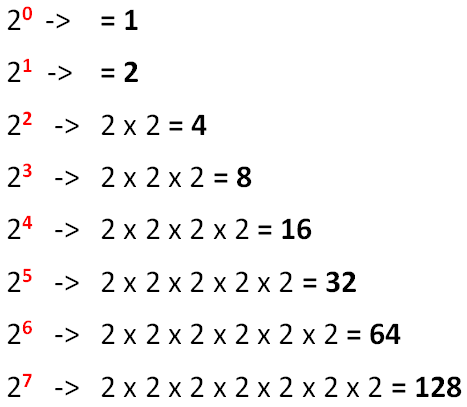 2⁰ -> = 1
2¹ -> = 2
2² -> 2 x 2 = 4
2³ -> 2 x 2 x 2 = 8
2⁴ -> 2 x 2 x 2 x 2 = 16
2⁵ -> 2 x 2 x 2 x 2 x 2 = 32
2⁶ -> 2 x 2 x 2 x 2 x 2 x 2 = 64
2⁷ -> 2 x 2 x 2 x 2 x 2 x 2 x 2 = 128